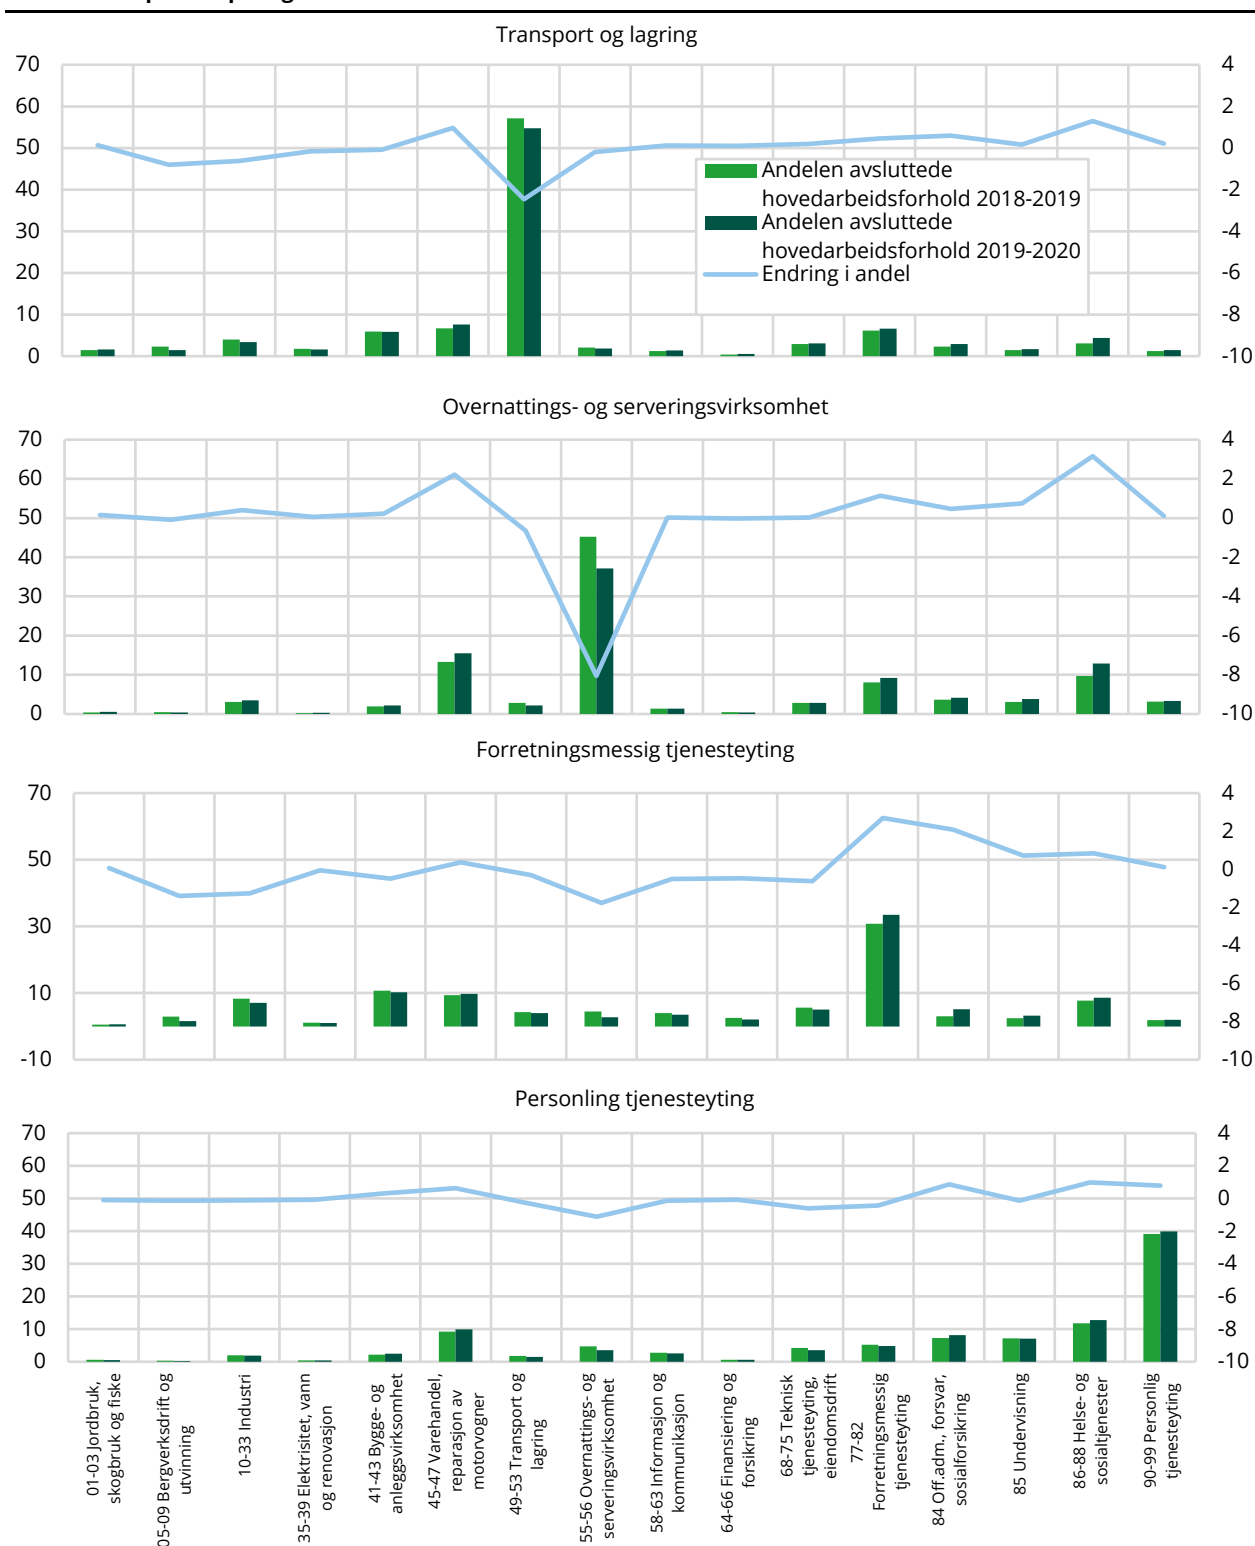 Transport og lagring
70
60
50
40
30
20
10
0
4
2
0
-2
-4
-6
-8
-10
Andelen avsluttede
hovedarbeidsforhold 2018-2019
Andelen avsluttede
hovedarbeidsforhold 2019-2020
Endring i andel
Overnattings- og serveringsvirksomhet
70
60
50
40
30
20
10
0
4
2
0
-2
-4
-6
-8
-10
Forretningsmessig tjenesteyting
70
50
30
10
-10
4
2
0
-2
-4
-6
-8
-10
Personling tjenesteyting
70
60
50
40
30
20
10
0
4
2
0
-2
-4
-6
-8
-10
01-03 Jordbruk,
skogbruk og fiske
05-09 Bergverksdrift og
utvinning
10-33 Industri
35-39 Elektrisitet, vann
og renovasjon
41-43 Bygge- og
anleggsvirksomhet
45-47 Varehandel,
reparasjon av
motorvogner
49-53 Transport og
lagring
55-56 Overnattings- og
serveringsvirksomhet
58-63 Informasjon og
kommunikasjon
64-66 Finansiering og
forsikring
68-75 Teknisk
tjenesteyting,
eiendomsdrift
77-82
Forretningsmessig
tjenesteyting
84 Off.adm., forsvar,
sosialforsikring
85 Undervisning
86-88 Helse- og
sosialtjenester
90-99 Personlig
tjenesteyting